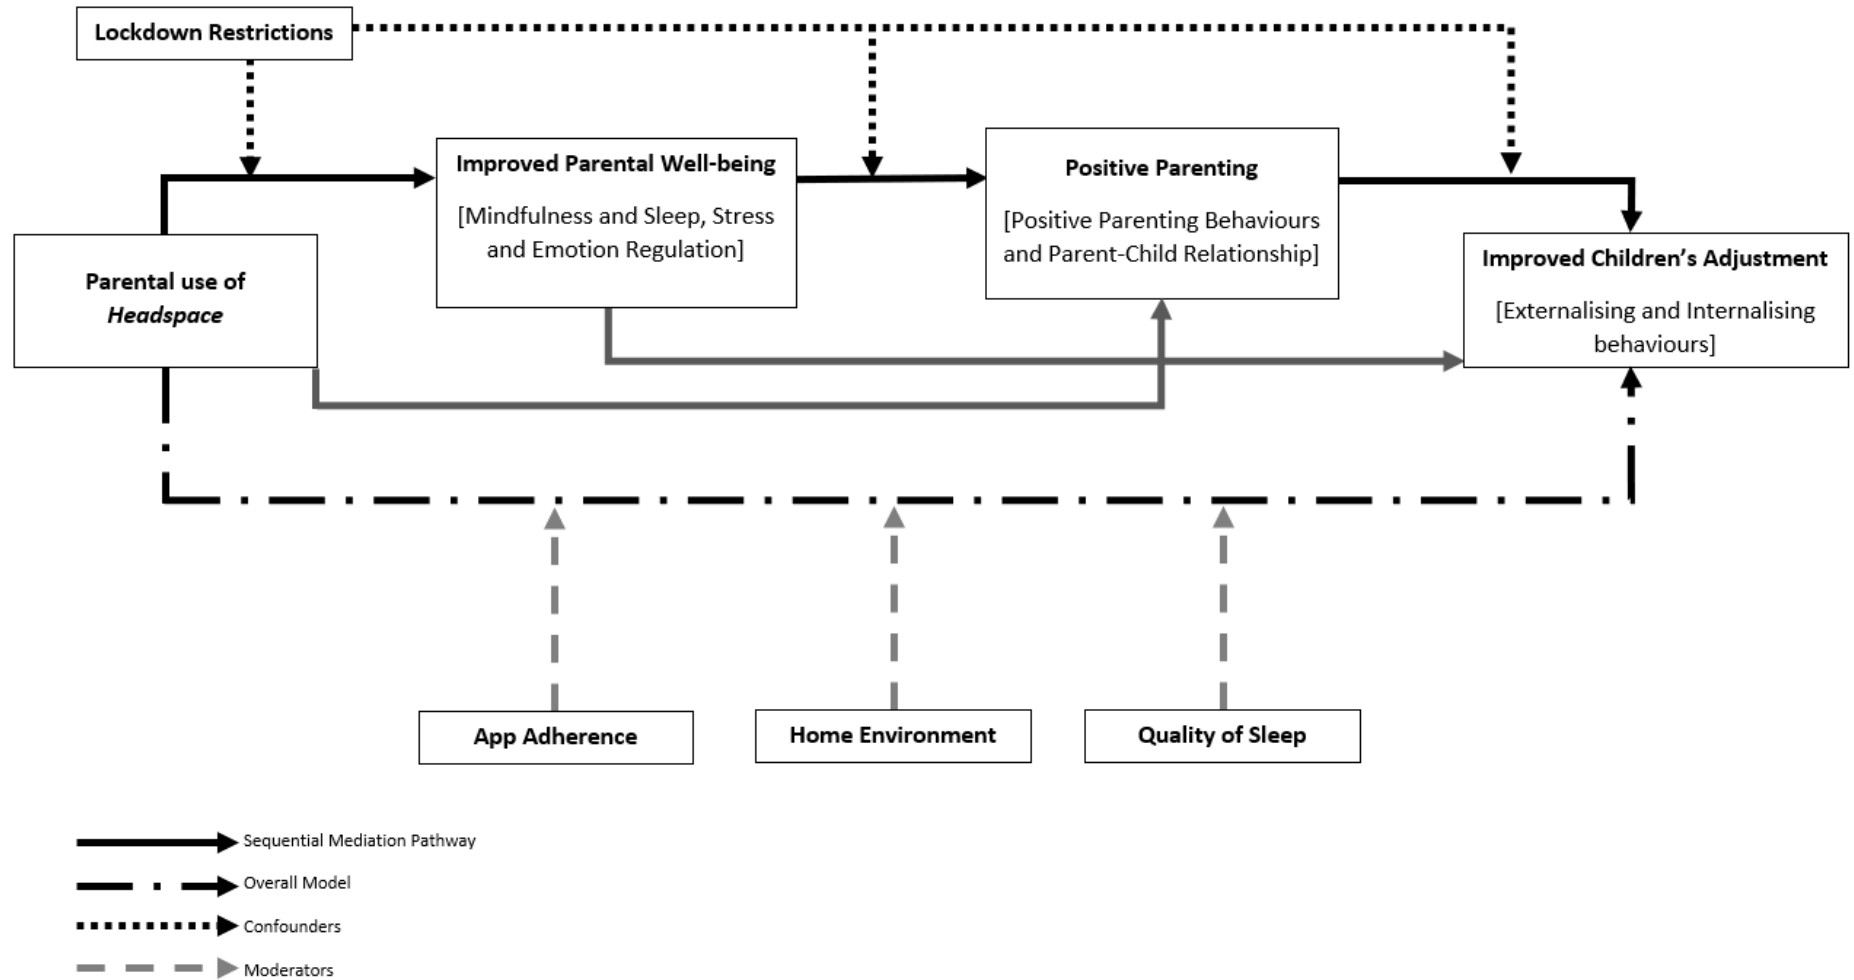 Lockdown Restrictions
Improved Parental Well-being
[Mindfulness and Sleep, Stress
and Emotion Regulation]
Positive Parenting
[Positive Parenting Behaviours
and Parent-Child Relationship]
Parental use of
Headspace
Improved Children’s Adjustment
[Externalising and Internalising
behaviours]
App Adherence
Home Environment
Quality of Sleep
Sequential Mediation Pathway
Overall Model
Confounders
Moderators